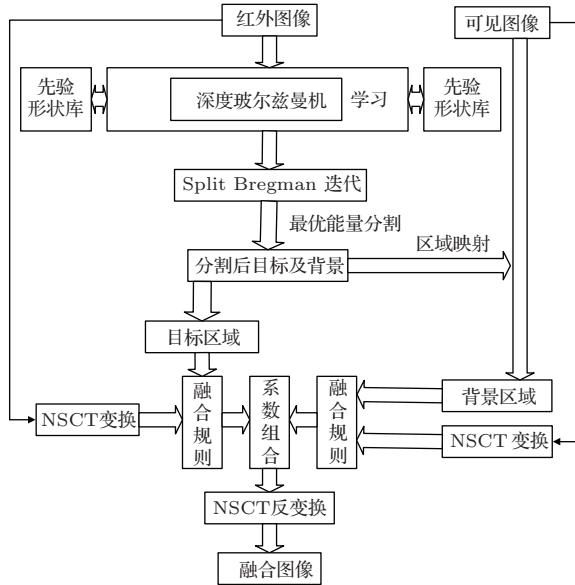 红外图像
可见图像
先验
形状库
深度玻尔兹曼机
学习
先验
形状库
Split Bregman 迭代
最优能量分割
区域映射
分割后目标及背景
目标区域
融合规则
系数组合
融合规则
背景区域
NSCT变换
NSCT 变换
NSCT反变换
融合图像